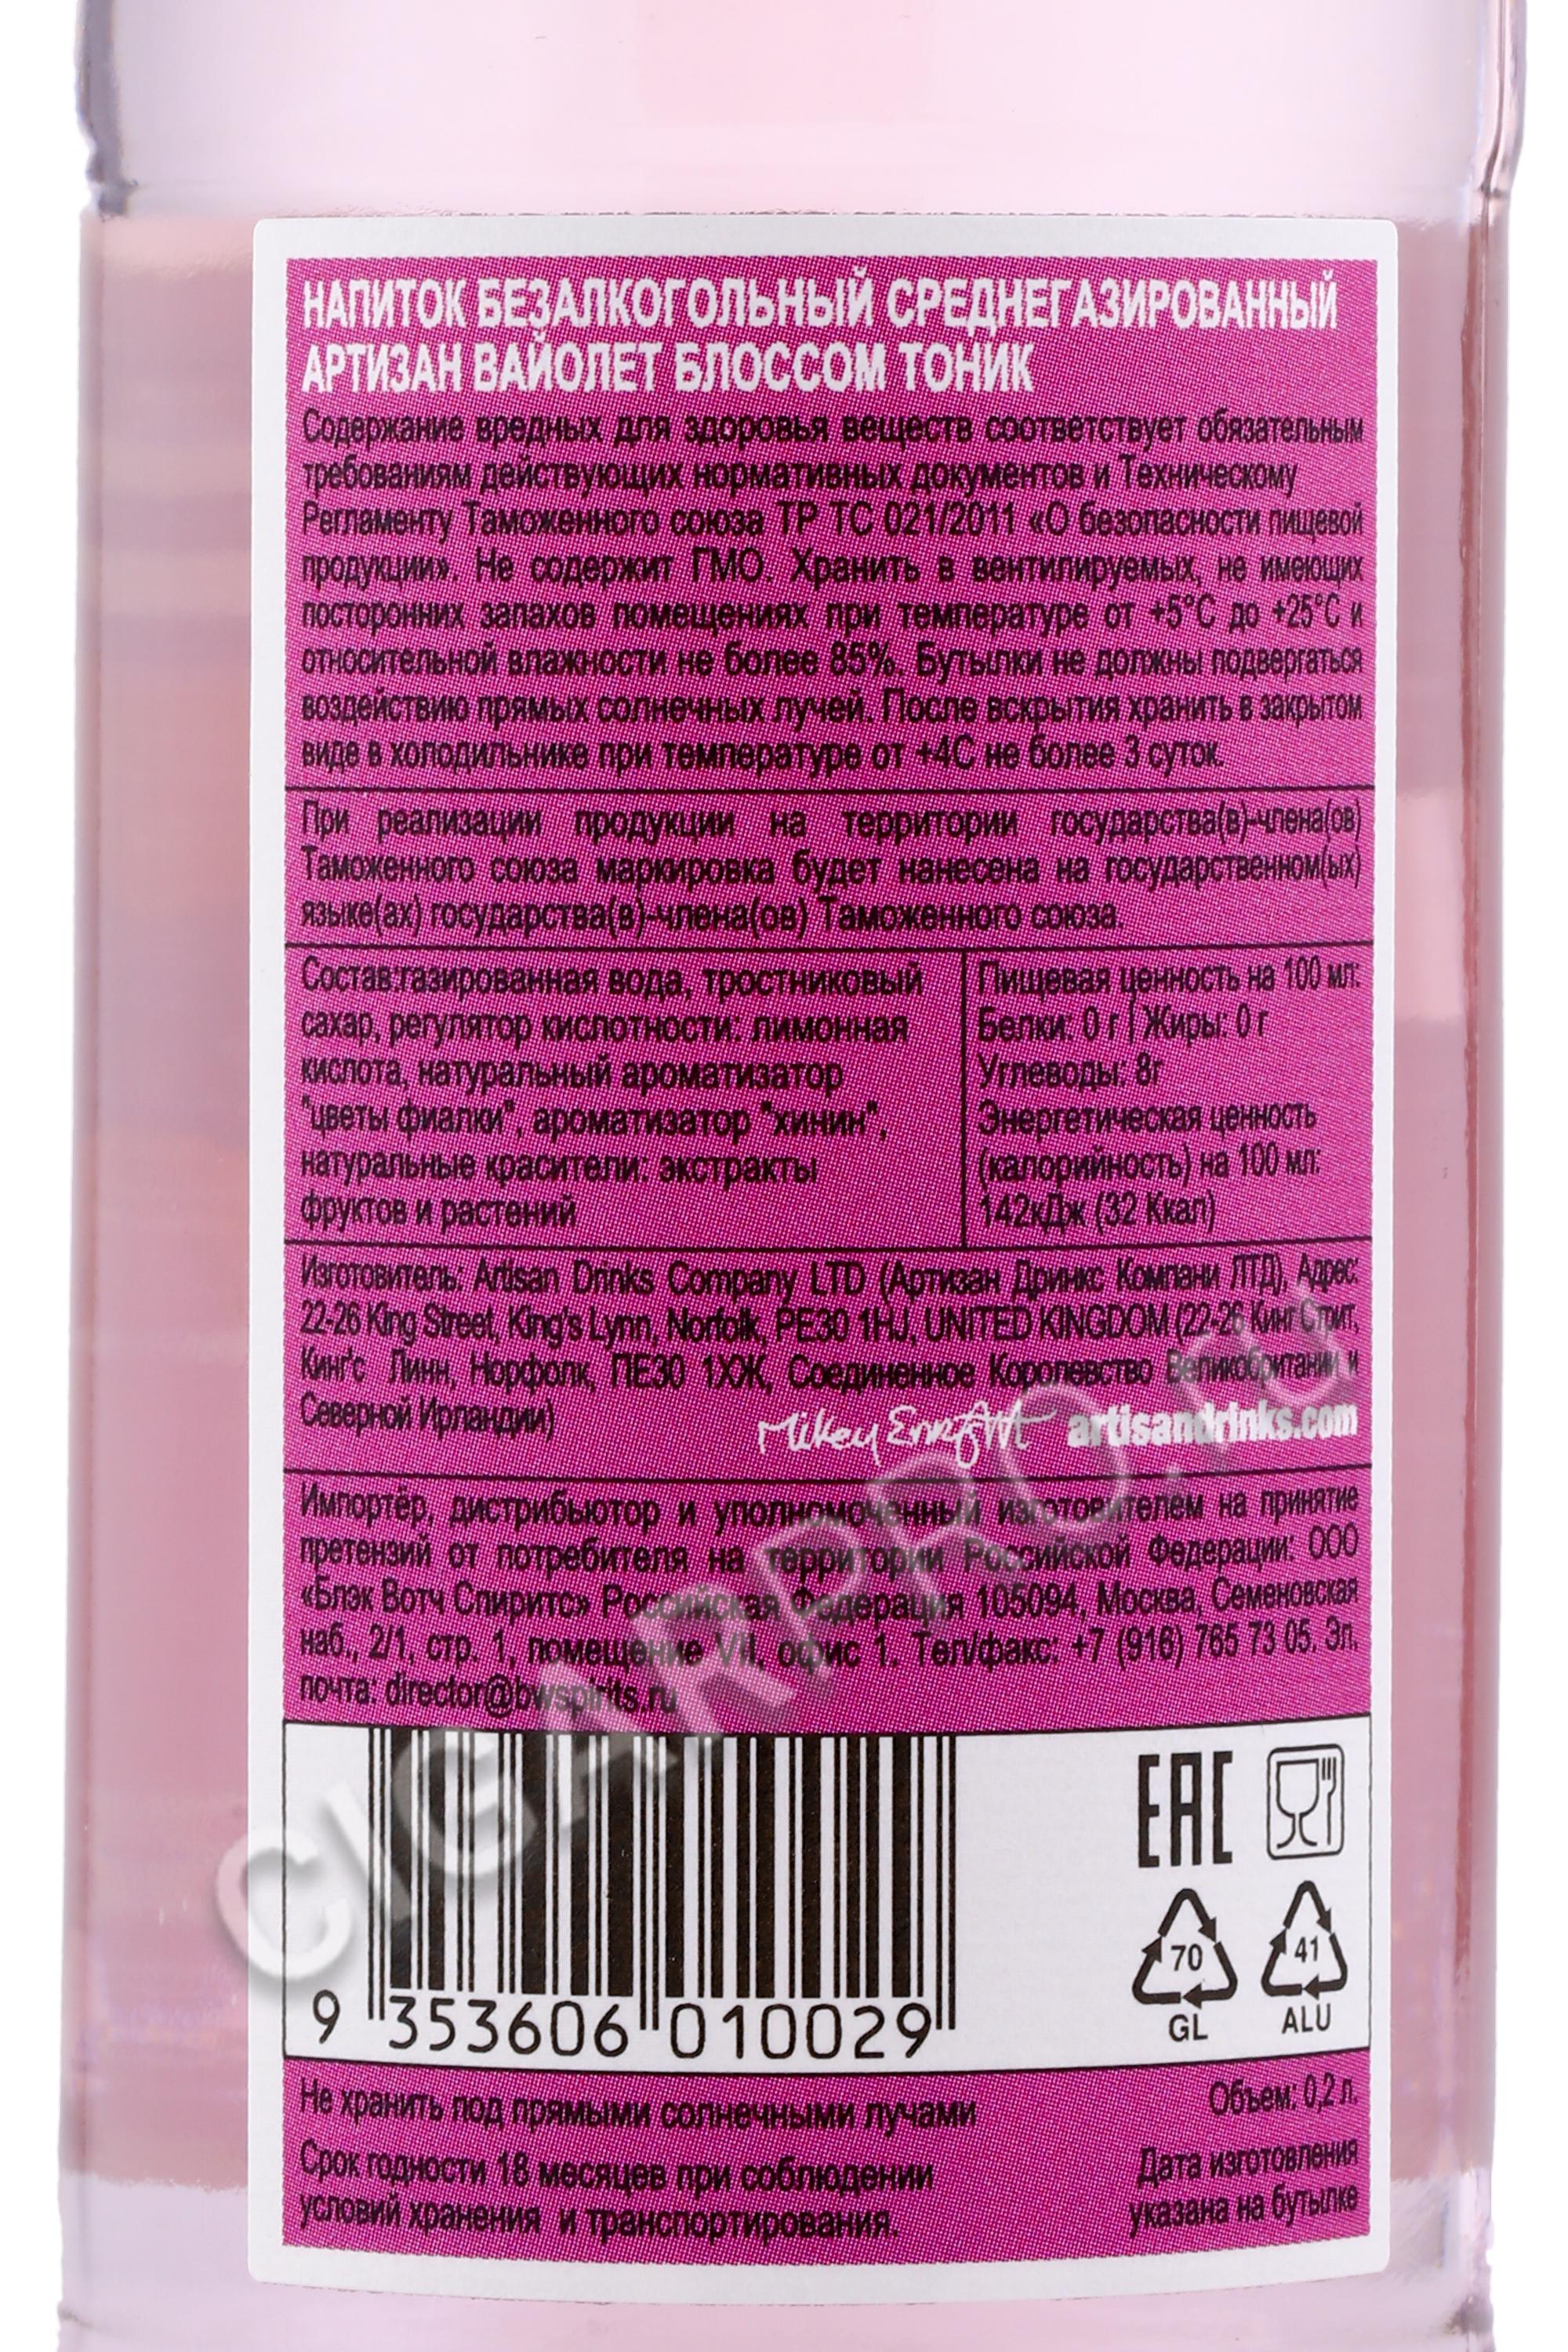 НАПИТОК БЕЗАЛКОГОЛЬНЫЙ СРЕДНЕГАЗИРОВАННЫЙ
АРТИЗАН ВАЙОЛЕТ БЛОССОМ ТОНИК
Содержание вредных для здоровья веществ соответствует обязательным
требованиям действующих нормативных документов и Техническому
Регламенту Таможенного союза ТР ТС 021/2011 «О безопасности пищевой
продукции». Не содержит ГМО. Хранить в вентилируемых, не имеющих
посторонних запахов помещениях при температуре от +5°С до +25°С и
относительной влажности не более 85%. Бутылки не должны подвергаться
воздействию прямых солнечных лучей. После вскрытия хранить в закрытом
виде в холодильнике при температуре от +4С не более 3 суток.
При реализации продукции на территории государства(в)-члена(ов)
Таможенного союза маркировка будет нанесена на государственном(ых)
языке(ах) государства(в)-члена(ов) Таможенного союза.
Состав:газированная вода, тростниковый
сахар, регулятор кислотности: лимонная
кислота, натуральный ароматизатор
"цветы фиалки", ароматизатор "хинин",
натуральные красители: экстракты
фруктов и растений
Пищевая ценность на 100 мл:
Белки: 0 г | Жиры: 0 г
Углеводы: 8г
Энергетическая ценность
(калорийность) на 100 мл:
142кДж (32 Ккал)
Изготовитель: Artisan Drinks Company LTD (Артизан Дринкс Компани ЛТД), Адрес:
22-26 King Street, King's Lynn, Norfolk, PE30 1HJ, UNITED KINGDOM (22-26 Кинг Стрит,
Кинг'с Линн, Норфолк, ПЕ30 1ХЖ, Соединенное Королевство Великобритании и
Северной Ирландии)
artisandrinks.com
Импортёр, дистрибьютор и уполномоченный изготовителем на принятие
претензий от потребителя на территории Российской Федерации: ООО
«Блэк Вотч Спиритс» Российская Федерация 105094, Москва, Семеновская
наб., 2/1, стр. 1, помещение VII, офис 1. Тел/факс: +7 (916) 765 73 05. Эл.
почта: director@bwspirits.ru
CIGARPRO.ru
EAC
9 353606 010029
70
GL
41
ALU
Не хранить под прямыми солнечными лучами
Объем: 0,2 л.
Срок годности 18 месяцев при соблюдении
условий хранения и транспортирования.
Дата изготовления
указана на бутылке